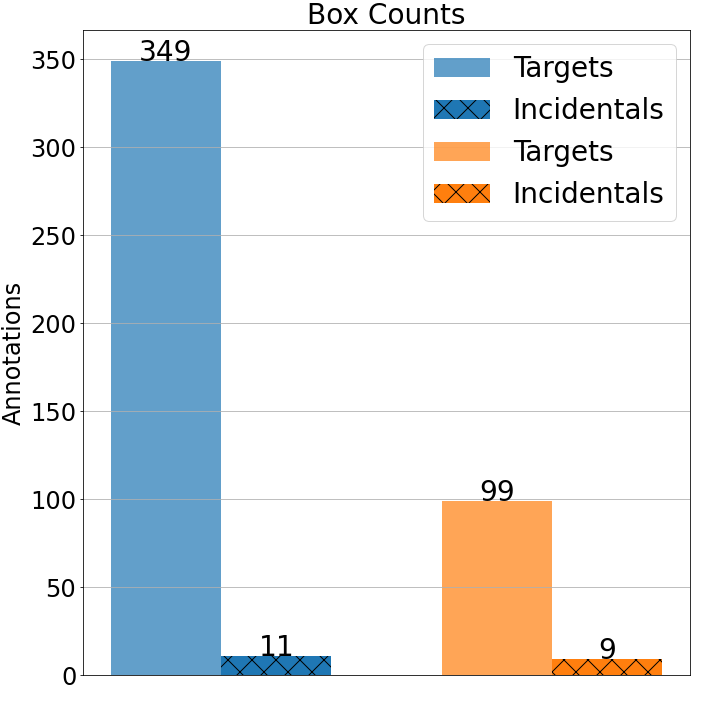 Box Counts
Annotations
350
300
250
200
150
100
50
0
349
11
99
9
Targets
Incidentals
Targets
Incidentals